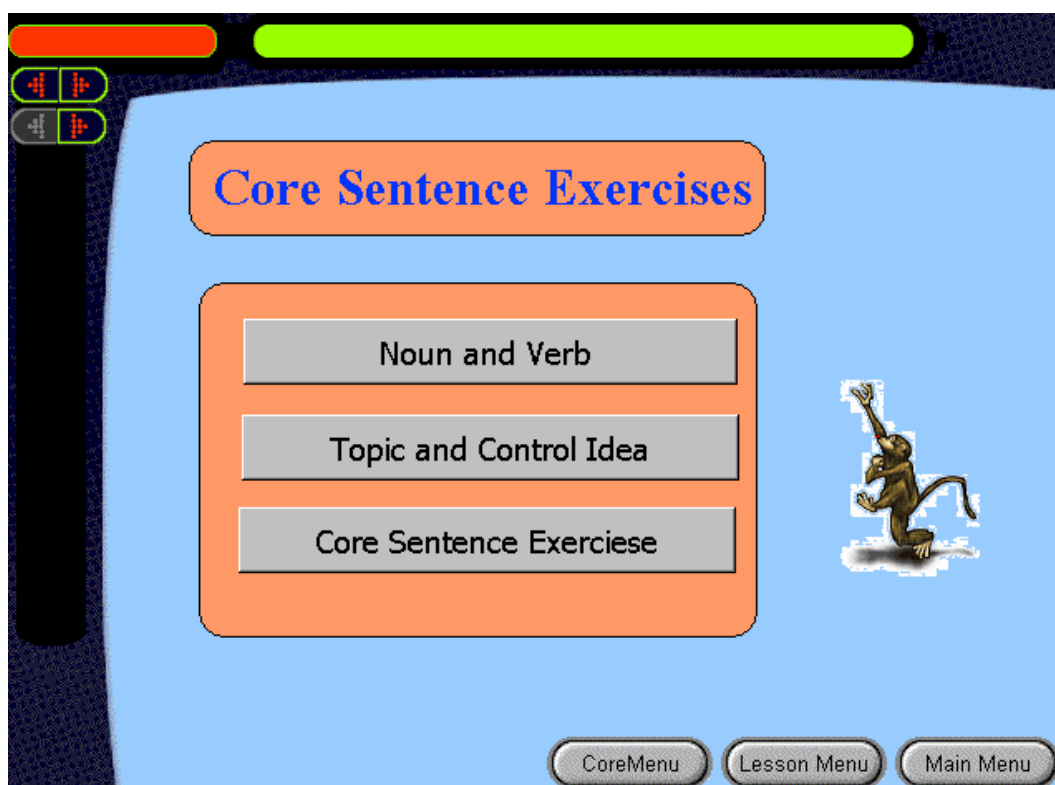 Core Sentence Exercises
Noun and Verb
Topic and Control Idea
Core Sentence Exerciese
CoreMenu Lesson Menu Main Menu